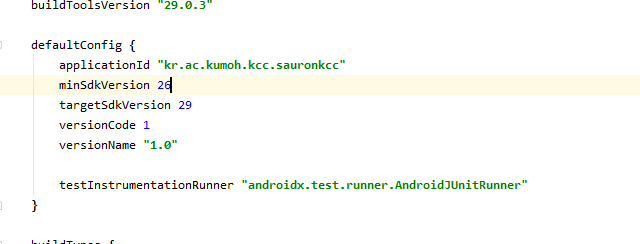 buildToolsVersion "29.0.3"
defaultConfig {
applicationId "kr.ac.kumoh.kcc.sauronkcc"
minSdkVersion 26
targetSdkVersion 29
versionCode 1
versionName "1.0"
testInstrumentationRunner "androidx.test.runner.AndroidJUnitRunner"
}
buildTypes {